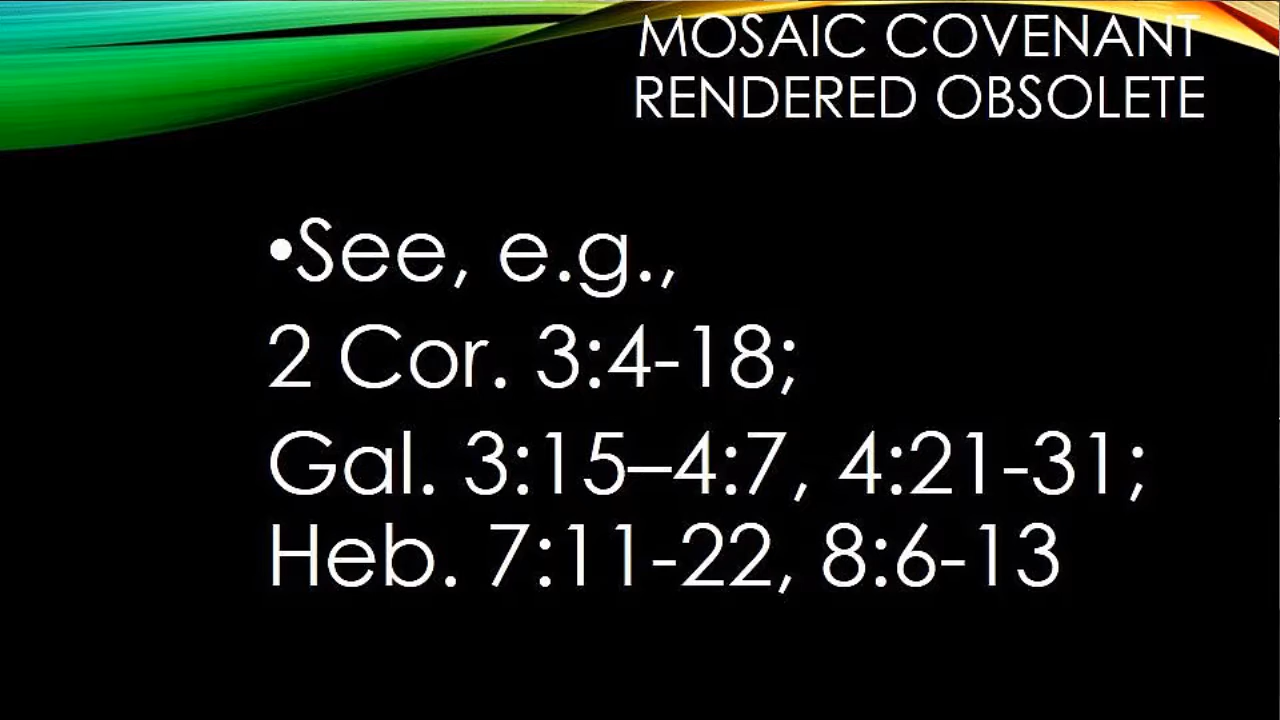 MOSAIC COVENANT
RENDERED OBSOLETE
•See, e.g.,
2 Cor. 3:4-18;
Gal. 3:15–4:7, 4:21-31;
Heb. 7:11-22, 8:6-13